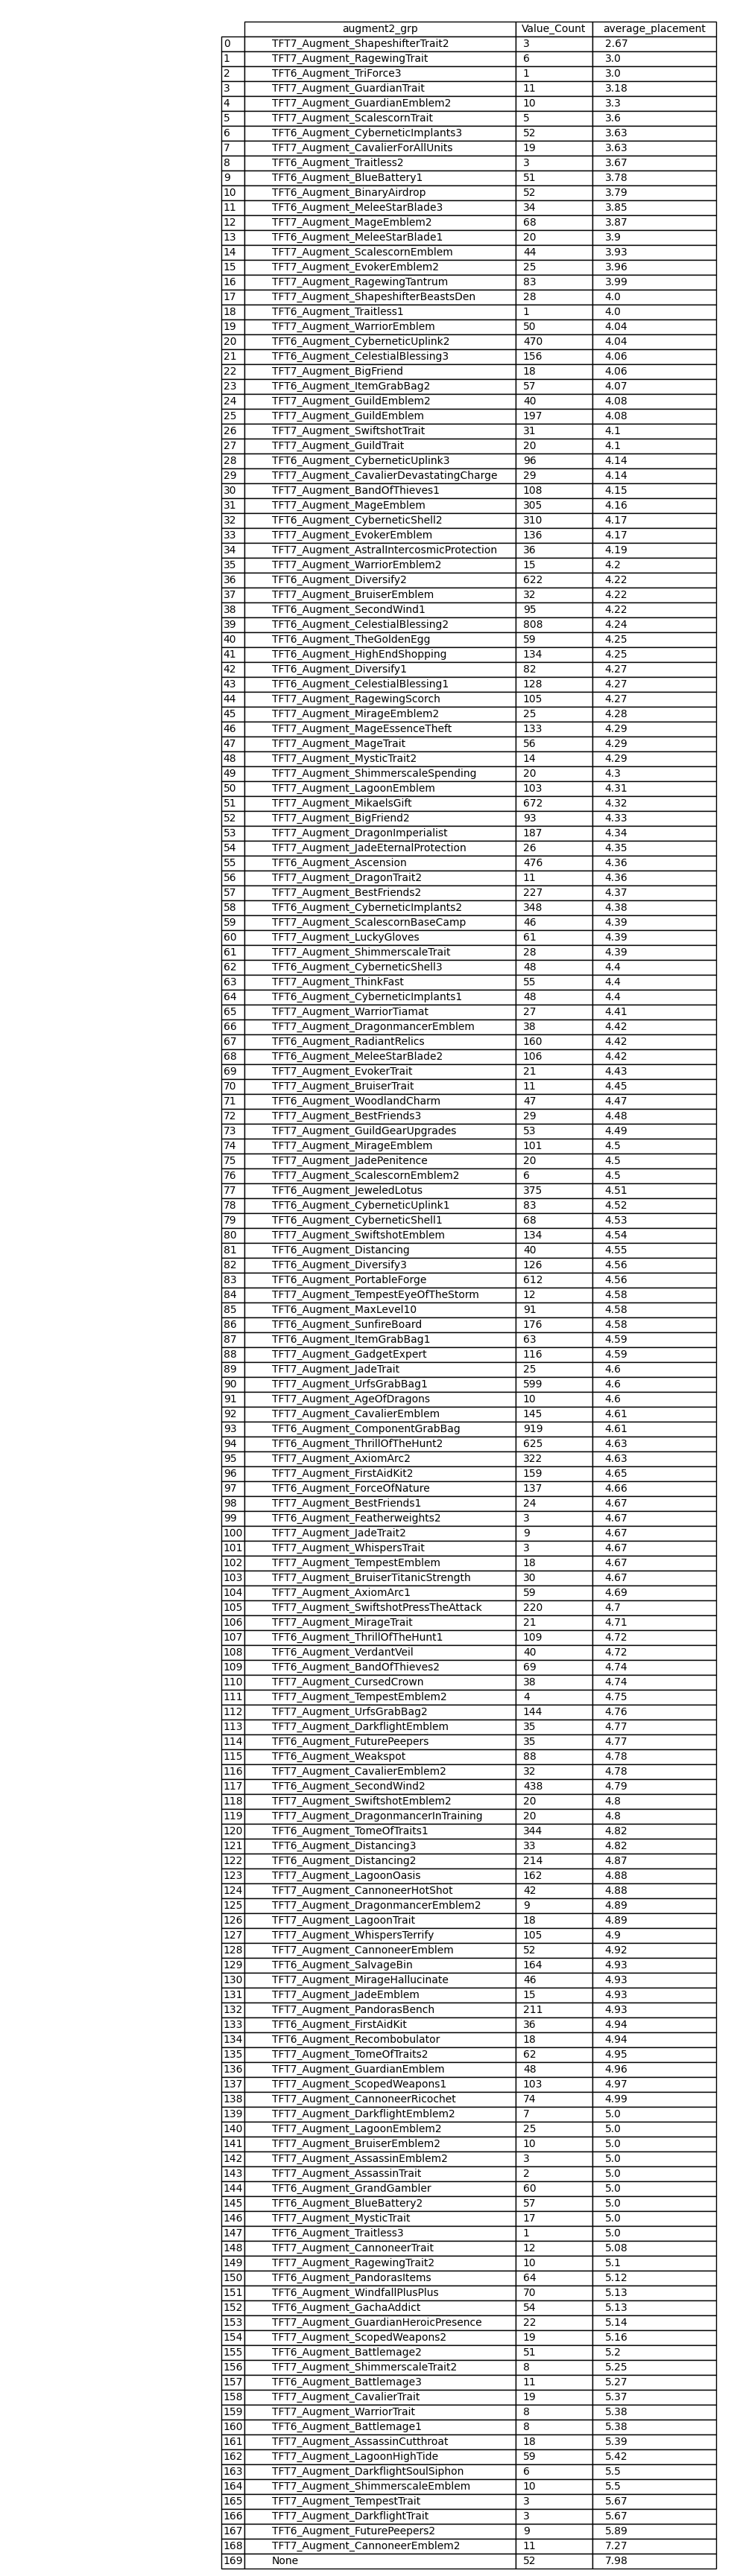 augment2_grp Value_Count average_placement
0 TFT7_Augment_ShapeshifterTrait2 3 2.67
1 TFT7_Augment_RagewingTrait 6 3.0
2 TFT6_Augment_TriForce3 1 3.0
3 TFT7_Augment_GuardianTrait 11 3.18
4 TFT7_Augment_GuardianEmblem2 10 3.3
5 TFT7_Augment_ScalescornTrait 5 3.6
6 TFT6_Augment_CyberneticImplants3 52 3.63
7 TFT7_Augment_CavalierForAllUnits 19 3.63
8 TFT6_Augment_Traitless2 3 3.67
9 TFT6_Augment_BlueBattery1 51 3.78
10 TFT6_Augment_BinaryAirdrop 52 3.79
11 TFT6_Augment_MeleeStarBlade3 34 3.85
12 TFT7_Augment_MageEmblem2 68 3.87
13 TFT6_Augment_MeleeStarBlade1 20 3.9
14 TFT7_Augment_ScalescornEmblem 44 3.93
15 TFT7_Augment_EvokerEmblem2 25 3.96
16 TFT7_Augment_RagewingTantrum 83 3.99
17 TFT7_Augment_ShapeshifterBeastsDen 28 4.0
18 TFT6_Augment_Traitless1 1 4.0
19 TFT7_Augment_WarriorEmblem 50 4.04
20 TFT6_Augment_CyberneticUplink2 470 4.04
21 TFT6_Augment_CelestialBlessing3 156 4.06
22 TFT7_Augment_BigFriend 18 4.06
23 TFT6_Augment_ItemGrabBag2 57 4.07
24 TFT7_Augment_GuildEmblem2 40 4.08
25 TFT7_Augment_GuildEmblem 197 4.08
26 TFT7_Augment_SwiftshotTrait 31 4.1
27 TFT7_Augment_GuildTrait 20 4.1
28 TFT6_Augment_CyberneticUplink3 96 4.14
29 TFT7_Augment_CavalierDevastatingCharge 29 4.14
30 TFT7_Augment_BandOfThieves1 108 4.15
31 TFT7_Augment_MageEmblem 305 4.16
32 TFT6_Augment_CyberneticShell2 310 4.17
33 TFT7_Augment_EvokerEmblem 136 4.17
34 TFT7_Augment_AstralIntercosmicProtection 36 4.19
35 TFT7_Augment_WarriorEmblem2 15 4.2
36 TFT6_Augment_Diversify2 622 4.22
37 TFT7_Augment_BruiserEmblem 32 4.22
38 TFT6_Augment_SecondWind1 95 4.22
39 TFT6_Augment_CelestialBlessing2 808 4.24
40 TFT6_Augment_TheGoldenEgg 59 4.25
41 TFT6_Augment_HighEndShopping 134 4.25
42 TFT6_Augment_Diversify1 82 4.27
43 TFT6_Augment_CelestialBlessing1 128 4.27
44 TFT7_Augment_RagewingScorch 105 4.27
45 TFT7_Augment_MirageEmblem2 25 4.28
46 TFT7_Augment_MageEssenceTheft 133 4.29
47 TFT7_Augment_MageTrait 56 4.29
48 TFT7_Augment_MysticTrait2 14 4.29
49 TFT7_Augment_ShimmerscaleSpending 20 4.3
50 TFT7_Augment_LagoonEmblem 103 4.31
51 TFT7_Augment_MikaelsGift 672 4.32
52 TFT7_Augment_BigFriend2 93 4.33
53 TFT7_Augment_DragonImperialist 187 4.34
54 TFT7_Augment_JadeEternalProtection 26 4.35
55 TFT6_Augment_Ascension 476 4.36
56 TFT7_Augment_DragonTrait2 11 4.36
57 TFT7_Augment_BestFriends2 227 4.37
58 TFT6_Augment_CyberneticImplants2 348 4.38
59 TFT7_Augment_ScalescornBaseCamp 46 4.39
60 TFT7_Augment_LuckyGloves 61 4.39
61 TFT7_Augment_ShimmerscaleTrait 28 4.39
62 TFT6_Augment_CyberneticShell3 48 4.4
63 TFT7_Augment_ThinkFast 55 4.4
64 TFT6_Augment_CyberneticImplants1 48 4.4
65 TFT7_Augment_WarriorTiamat 27 4.41
66 TFT7_Augment_DragonmancerEmblem 38 4.42
67 TFT6_Augment_RadiantRelics 160 4.42
68 TFT6_Augment_MeleeStarBlade2 106 4.42
69 TFT7_Augment_EvokerTrait 21 4.43
70 TFT7_Augment_BruiserTrait 11 4.45
71 TFT6_Augment_WoodlandCharm 47 4.47
72 TFT7_Augment_BestFriends3 29 4.48
73 TFT7_Augment_GuildGearUpgrades 53 4.49
74 TFT7_Augment_MirageEmblem 101 4.5
75 TFT7_Augment_JadePenitence 20 4.5
76 TFT7_Augment_ScalescornEmblem2 6 4.5
77 TFT6_Augment_JeweledLotus 375 4.51
78 TFT6_Augment_CyberneticUplink1 83 4.52
79 TFT6_Augment_CyberneticShell1 68 4.53
80 TFT7_Augment_SwiftshotEmblem 134 4.54
81 TFT6_Augment_Distancing 40 4.55
82 TFT6_Augment_Diversify3 126 4.56
83 TFT6_Augment_PortableForge 612 4.56
84 TFT7_Augment_TempestEyeOfTheStorm 12 4.58
85 TFT6_Augment_MaxLevel10 91 4.58
86 TFT6_Augment_SunfireBoard 176 4.58
87 TFT6_Augment_ItemGrabBag1 63 4.59
88 TFT7_Augment_GadgetExpert 116 4.59
89 TFT7_Augment_JadeTrait 25 4.6
90 TFT7_Augment_UrfsGrabBag1 599 4.6
91 TFT7_Augment_AgeOfDragons 10 4.6
92 TFT7_Augment_CavalierEmblem 145 4.61
93 TFT6_Augment_ComponentGrabBag 919 4.61
94 TFT6_Augment_ThrillOfTheHunt2 625 4.63
95 TFT7_Augment_AxiomArc2 322 4.63
96 TFT7_Augment_FirstAidKit2 159 4.65
97 TFT6_Augment_ForceOfNature 137 4.66
98 TFT7_Augment_BestFriends1 24 4.67
99 TFT6_Augment_Featherweights2 3 4.67
100 TFT7_Augment_JadeTrait2 9 4.67
101 TFT7_Augment_WhispersTrait 3 4.67
102 TFT7_Augment_TempestEmblem 18 4.67
103 TFT7_Augment_BruiserTitanicStrength 30 4.67
104 TFT7_Augment_AxiomArc1 59 4.69
105 TFT7_Augment_SwiftshotPressTheAttack 220 4.7
106 TFT7_Augment_MirageTrait 21 4.71
107 TFT6_Augment_ThrillOfTheHunt1 109 4.72
108 TFT6_Augment_VerdantVeil 40 4.72
109 TFT6_Augment_BandOfThieves2 69 4.74
110 TFT7_Augment_CursedCrown 38 4.74
111 TFT7_Augment_TempestEmblem2 4 4.75
112 TFT7_Augment_UrfsGrabBag2 144 4.76
113 TFT7_Augment_DarkflightEmblem 35 4.77
114 TFT6_Augment_FuturePeepers 35 4.77
115 TFT6_Augment_Weakspot 88 4.78
116 TFT7_Augment_CavalierEmblem2 32 4.78
117 TFT6_Augment_SecondWind2 438 4.79
118 TFT7_Augment_SwiftshotEmblem2 20 4.8
119 TFT7_Augment_DragonmancerInTraining 20 4.8
120 TFT6_Augment_TomeOfTraits1 344 4.82
121 TFT6_Augment_Distancing3 33 4.82
122 TFT6_Augment_Distancing2 214 4.87
123 TFT7_Augment_LagoonOasis 162 4.88
124 TFT7_Augment_CannoneerHotShot 42 4.88
125 TFT7_Augment_DragonmancerEmblem2 9 4.89
126 TFT7_Augment_LagoonTrait 18 4.89
127 TFT7_Augment_WhispersTerrify 105 4.9
128 TFT7_Augment_CannoneerEmblem 52 4.92
129 TFT6_Augment_SalvageBin 164 4.93
130 TFT7_Augment_MirageHallucinate 46 4.93
131 TFT7_Augment_JadeEmblem 15 4.93
132 TFT7_Augment_PandorasBench 211 4.93
133 TFT6_Augment_FirstAidKit 36 4.94
134 TFT6_Augment_Recombobulator 18 4.94
135 TFT7_Augment_TomeOfTraits2 62 4.95
136 TFT7_Augment_GuardianEmblem 48 4.96
137 TFT7_Augment_ScopedWeapons1 103 4.97
138 TFT7_Augment_CannoneerRicochet 74 4.99
139 TFT7_Augment_DarkflightEmblem2 7 5.0
140 TFT7_Augment_LagoonEmblem2 25 5.0
141 TFT7_Augment_BruiserEmblem2 10 5.0
142 TFT7_Augment_AssassinEmblem2 3 5.0
143 TFT7_Augment_AssassinTrait 2 5.0
144 TFT6_Augment_GrandGambler 60 5.0
145 TFT6_Augment_BlueBattery2 57 5.0
146 TFT7_Augment_MysticTrait 17 5.0
147 TFT6_Augment_Traitless3 1 5.0
148 TFT7_Augment_CannoneerTrait 12 5.08
149 TFT7_Augment_RagewingTrait2 10 5.1
150 TFT6_Augment_PandorasItems 64 5.12
151 TFT6_Augment_WindfallPlusPlus 70 5.13
152 TFT6_Augment_GachaAddict 54 5.13
153 TFT7_Augment_GuardianHeroicPresence 22 5.14
154 TFT7_Augment_ScopedWeapons2 19 5.16
155 TFT6_Augment_Battlemage2 51 5.2
156 TFT7_Augment_ShimmerscaleTrait2 8 5.25
157 TFT6_Augment_Battlemage3 11 5.27
158 TFT7_Augment_CavalierTrait 19 5.37
159 TFT7_Augment_WarriorTrait 8 5.38
160 TFT6_Augment_Battlemage1 8 5.38
161 TFT7_Augment_AssassinCutthroat 18 5.39
162 TFT7_Augment_LagoonHighTide 59 5.42
163 TFT7_Augment_DarkflightSoulSiphon 6 5.5
164 TFT7_Augment_ShimmerscaleEmblem 10 5.5
165 TFT7_Augment_TempestTrait 3 5.67
166 TFT7_Augment_DarkflightTrait 3 5.67
167 TFT6_Augment_FuturePeepers2 9 5.89
168 TFT7_Augment_CannoneerEmblem2 11 7.27
169 None 52 7.98